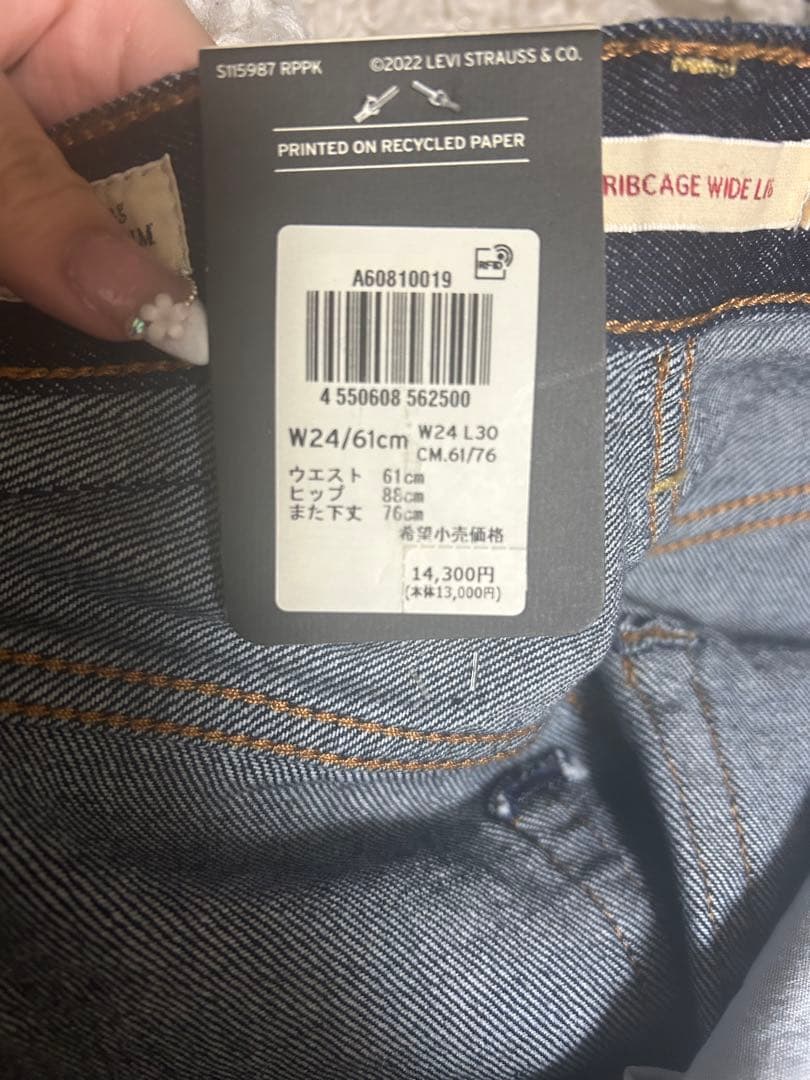 S115987 RPPK ©2022 LEVI STRAUSS & CO.
PRINTED ON RECYCLED PAPER
RIBCAGE WIDE
RFID
A60810019
4 550608 562500
W24/61cm W24 L30
CM.61/76
ウエスト 61cm
ヒップ 88cm
また下丈 76cm
希望小売価格
14,300円
(本体13,000円)